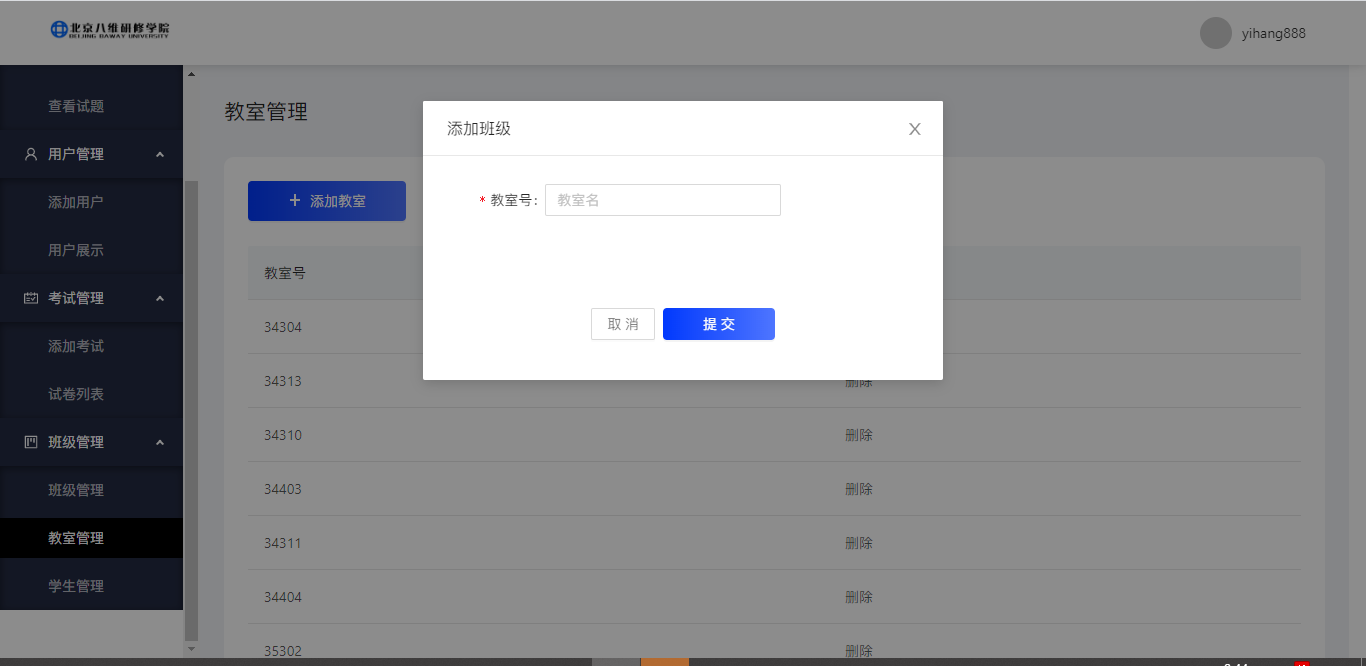 北京八维研修学院
BEIJING BAWAY UNIVERSITY
yihang888
查看试题
用户管理
添加用户
用户展示
考试管理
添加考试
试卷列表
班级管理
班级管理
教室管理
学生管理
教室管理
+ 添加教室
教室号
34304
34313 删除
34310 删除
34403 删除
34311 删除
34404 删除
35302 删除
添加班级 X
* 教室号: 教室名
取 消 提 交